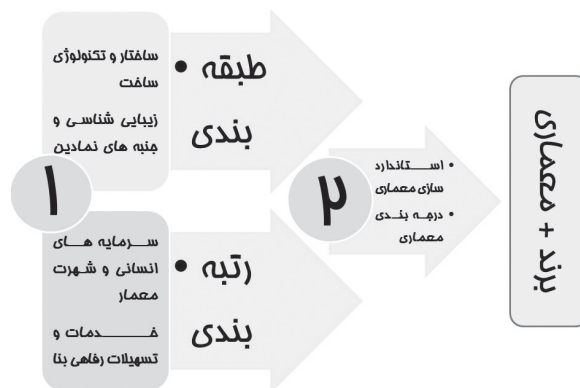 ساختار و تکنولوژی
ساخت
زیبایی شناسی و
جنبه های نمادین
• طبقه
بندی
۱
سرمایه های
انسانی و شهرت
معمار
خدمات و
تسهیلات رفاهی بنا
• رتبه
بندی
۲
• استاندارد
سازی معماری
• درجه بندی
معماری
برند + معماری